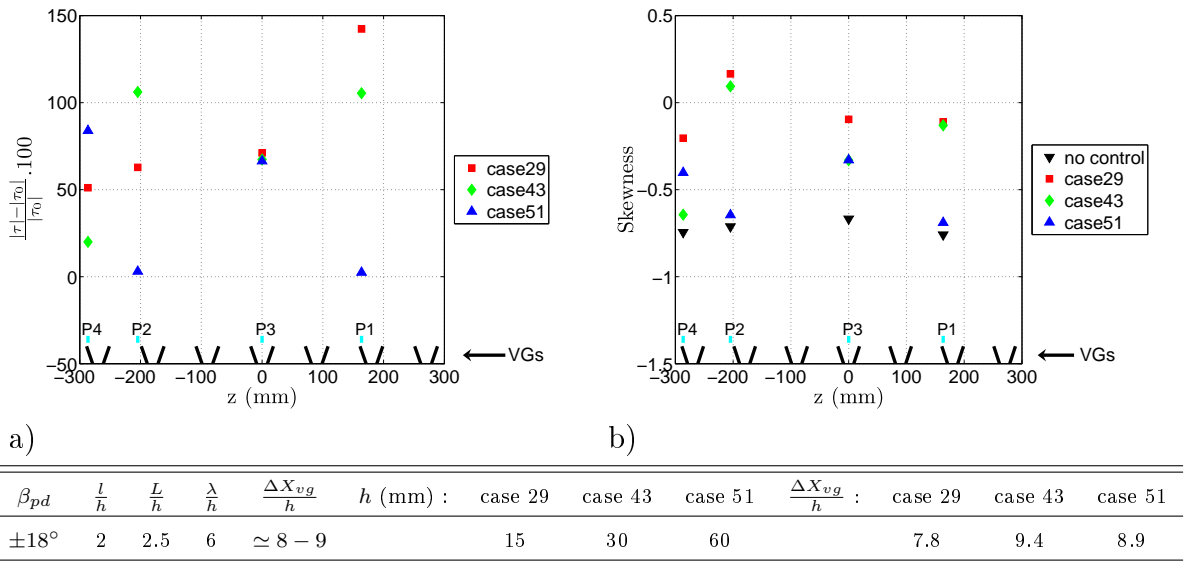 150
100
50
0
−50
−300 −200 −100 0 100 200 300
z (mm)
|τ|−|τ0| / |τ0| .100
P4 P2 P3 P1
VGs
case29
case43
case51
a)
0.5
0
−0.5
−1
−1.5
−300 −200 −100 0 100 200 300
z (mm)
Skewness
P4 P2 P3 P1
VGs
no control
case29
case43
case51
b)
β_pd l/h L/h λ/h ΔX_vg/h h (mm) : case 29 case 43 case 51 ΔX_vg/h : case 29 case 43 case 51
±18° 2 2.5 6 ≃ 8 − 9 15 30 60 7.8 9.4 8.9